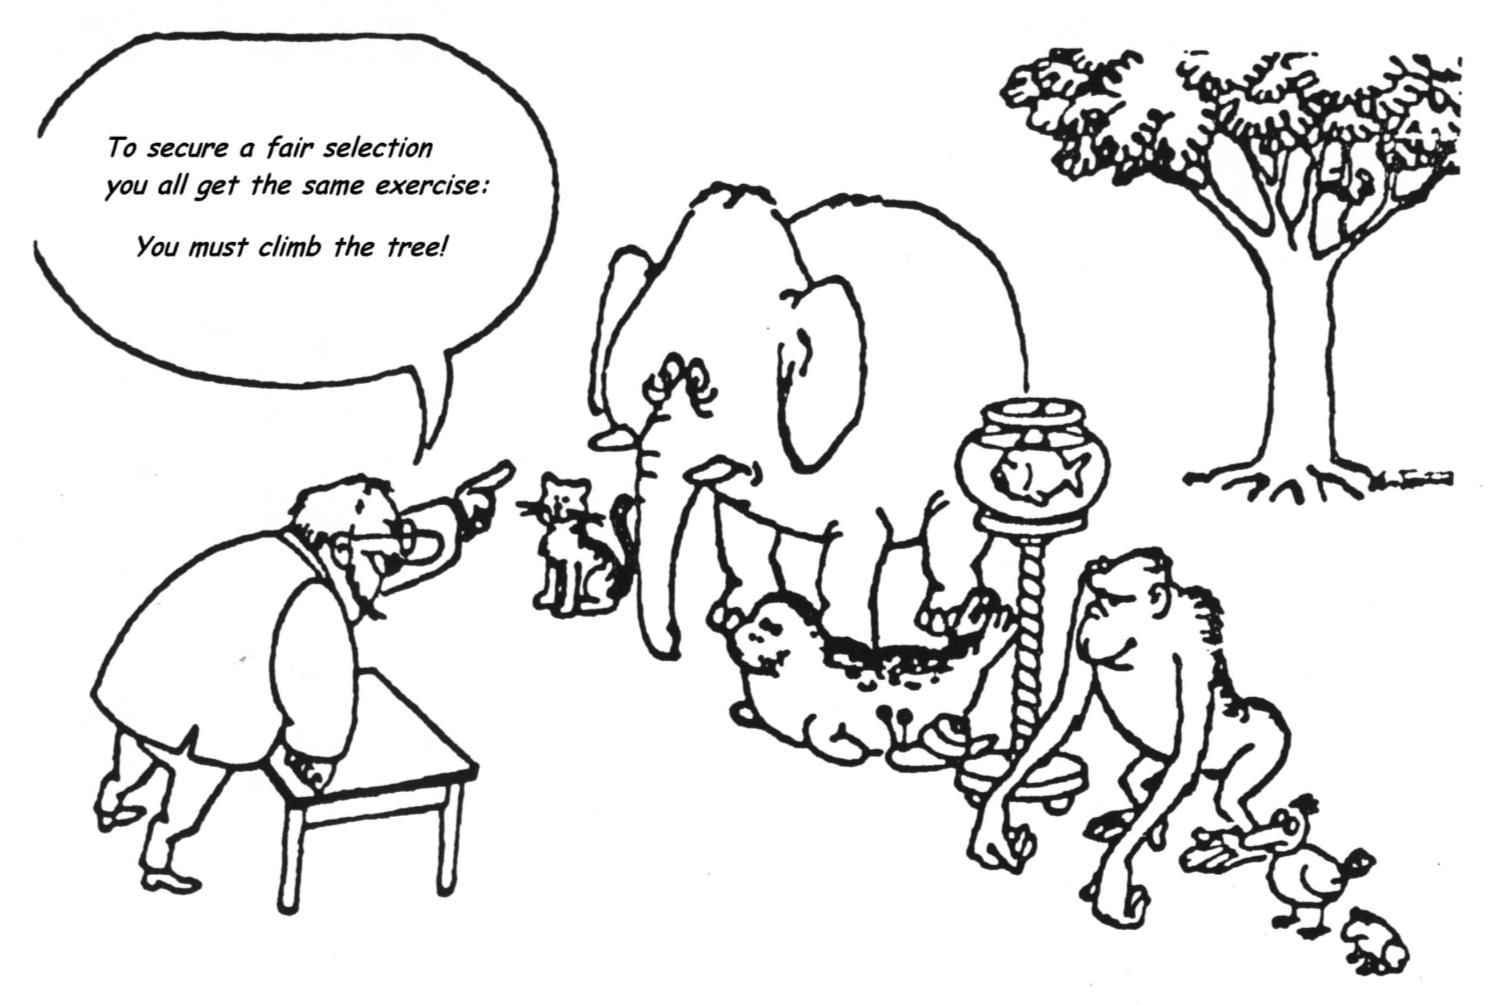 To secure a fair selection
you all get the same exercise:
You must climb the tree!